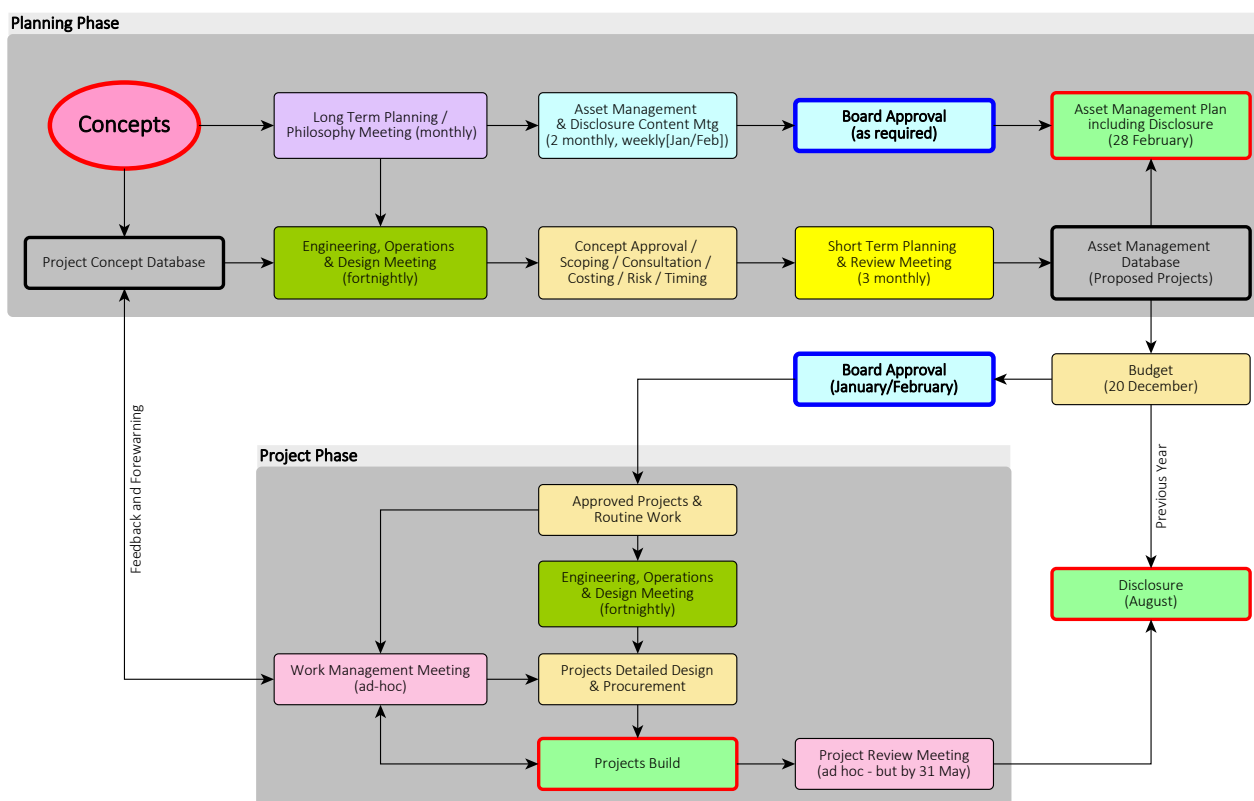 Planning Phase
Concepts
Long Term Planning /
Philosophy Meeting (monthly)
Asset Management
& Disclosure Content Mtg
(2 monthly, weekly[Jan/Feb])
Board Approval
(as required)
Asset Management Plan
including Disclosure
(28 February)
Project Concept Database
Engineering, Operations
& Design Meeting
(fortnightly)
Concept Approval /
Scoping / Consultation /
Costing / Risk / Timing
Short Term Planning
& Review Meeting
(3 monthly)
Asset Management
Database
(Proposed Projects)
Board Approval
(January/February)
Budget
(20 December)
Feedback and Forewarning
Previous Year
Project Phase
Approved Projects &
Routine Work
Engineering, Operations
& Design Meeting
(fortnightly)
Disclosure
(August)
Work Management Meeting
(ad-hoc)
Projects Detailed Design
& Procurement
Projects Build
Project Review Meeting
(ad hoc - but by 31 May)